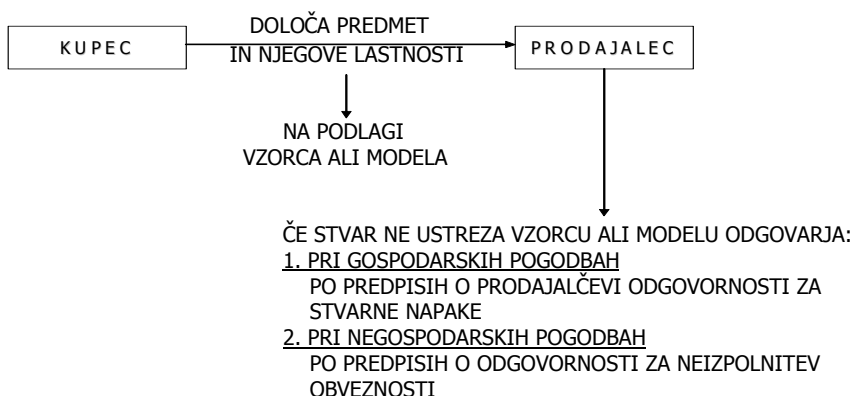 KUPEC
DOLOČA PREDMET
IN NJEGOVE LASTNOSTI
PRODAJALEC
NA PODLAGI
VZORCA ALI MODELA
ČE STVAR NE USTREZA VZORCU ALI MODELU ODGOVARJA:
1. PRI GOSPODARSKIH POGODBAH
PO PREDPISIH O PRODAJALČEVI ODGOVORNOSTI ZA
STVARNE NAPAKE
2. PRI NEGOSPODARSKIH POGODBAH
PO PREDPISIH O ODGOVORNOSTI ZA NEIZPOLNITEV
OBVEZNOSTI